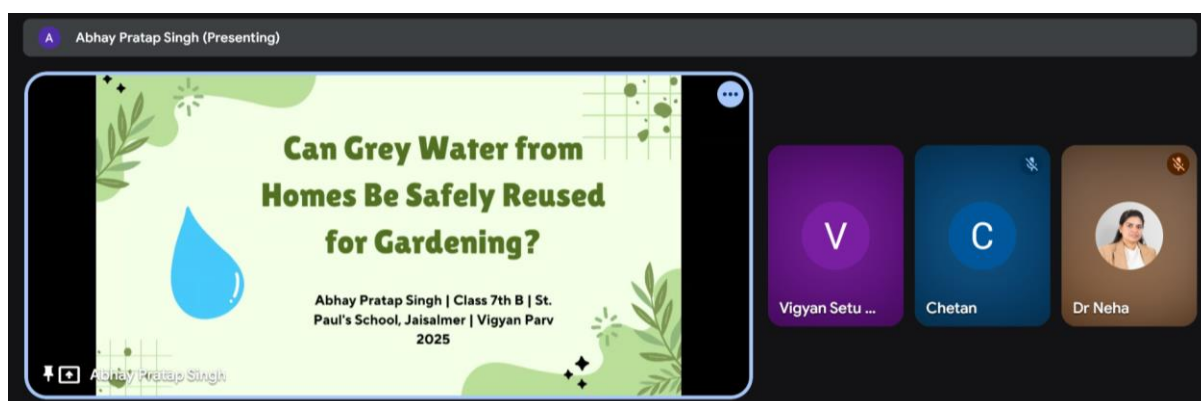 A Abhay Pratap Singh (Presenting)
Can Grey Water from
Homes Be Safely Reused
for Gardening?
Abhay Pratap Singh | Class 7th B | St.
Paul's School, Jaisalmer | Vigyan Parv
2025
Abhay Pratap Singh
V
Vigyan Setu ...
C
Chetan
Dr Neha